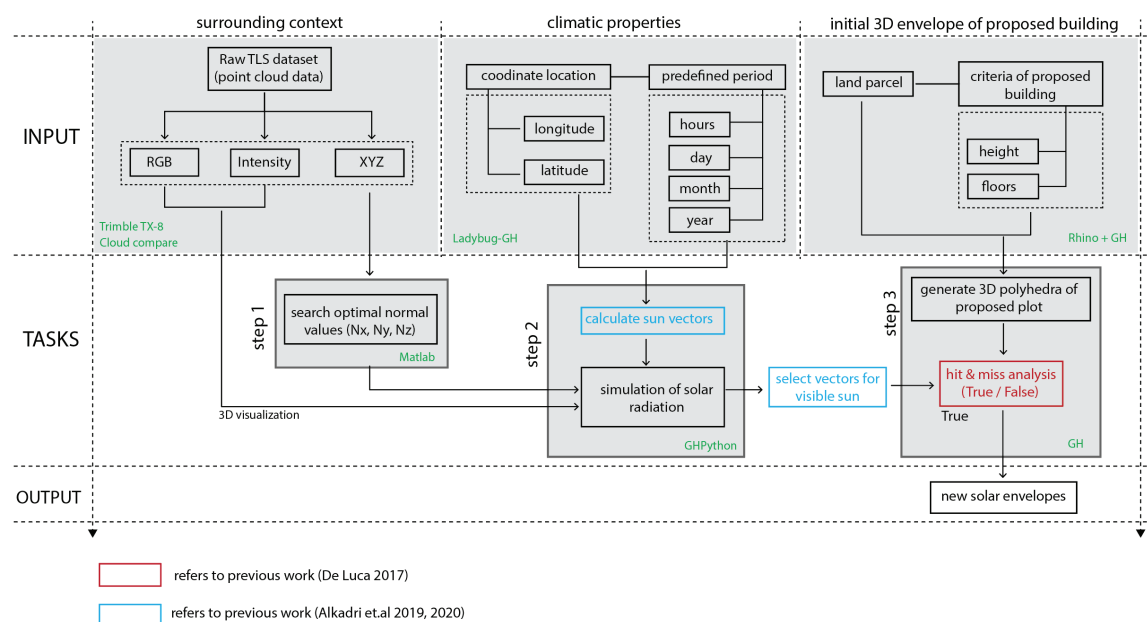 surrounding context
climatic properties
initial 3D envelope of proposed building
INPUT
Raw TLS dataset
(point cloud data)
RGB
Intensity
XYZ
Trimble TX-8
Cloud compare
coodinate location
predefined period
longitude
latitude
hours
day
month
year
Ladybug-GH
land parcel
criteria of proposed
building
height
floors
Rhino + GH
TASKS
step 1
search optimal normal
values (Nx, Ny, Nz)
Matlab
3D visualization
step 2
calculate sun vectors
simulation of solar
radiation
GHPython
select vectors for
visible sun
step 3
generate 3D polyhedra of
proposed plot
hit & miss analysis
(True / False)
True
GH
OUTPUT
new solar envelopes
refers to previous work (De Luca 2017)
refers to previous work (Alkadri et.al 2019, 2020)